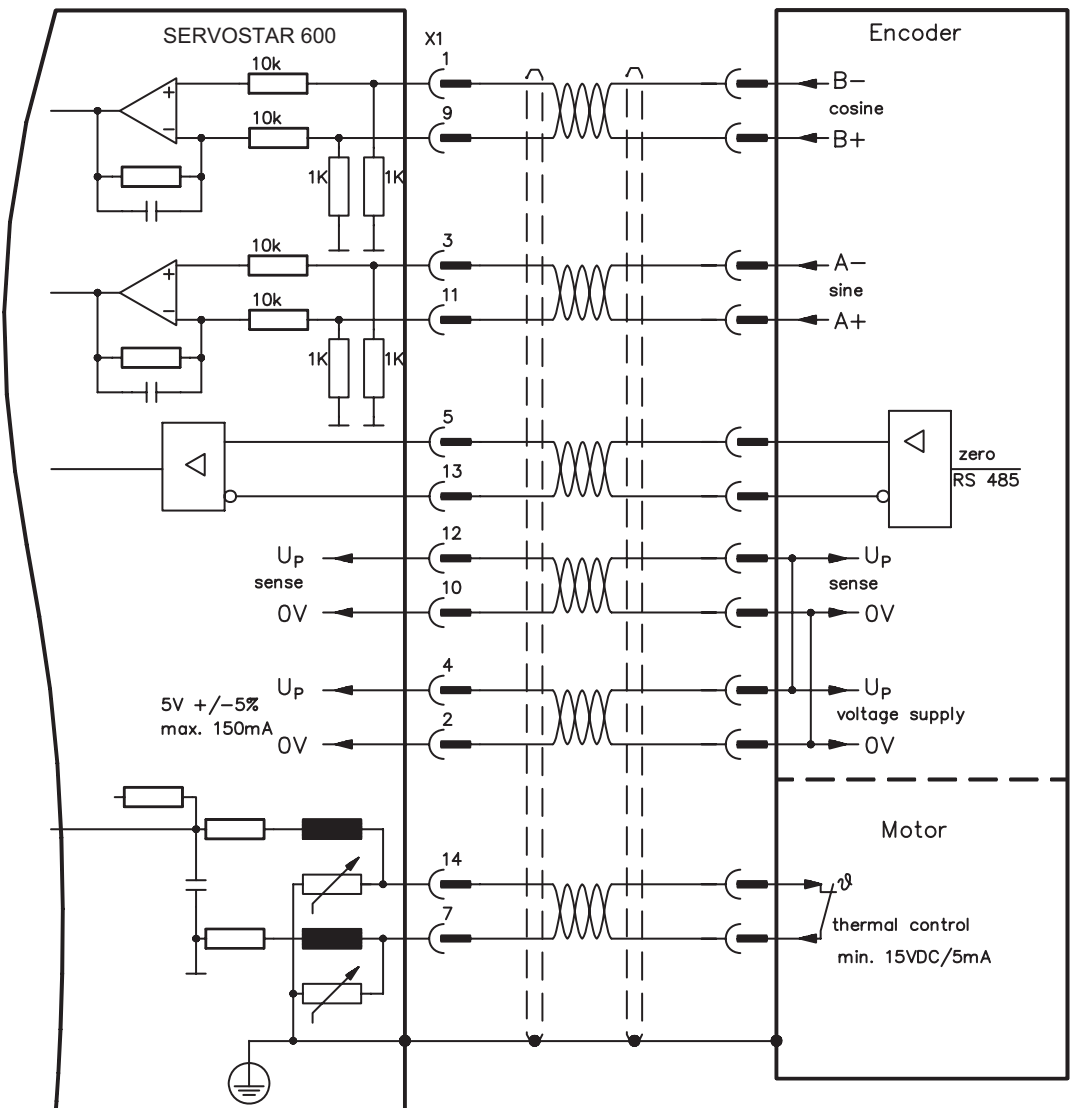 SERVOSTAR 600
X1
Encoder
10k
1
B−
cosine
10k
9
B+
1K
1K
10k
3
A−
sine
10k
11
A+
1K
1K
5
zero
13
RS 485
12
UP
UP
sense
sense
10
0V
0V
4
UP
UP
5V +/−5%
max. 150mA
voltage supply
2
0V
0V
Motor
14
ϑ
7
thermal control
min. 15VDC/5mA